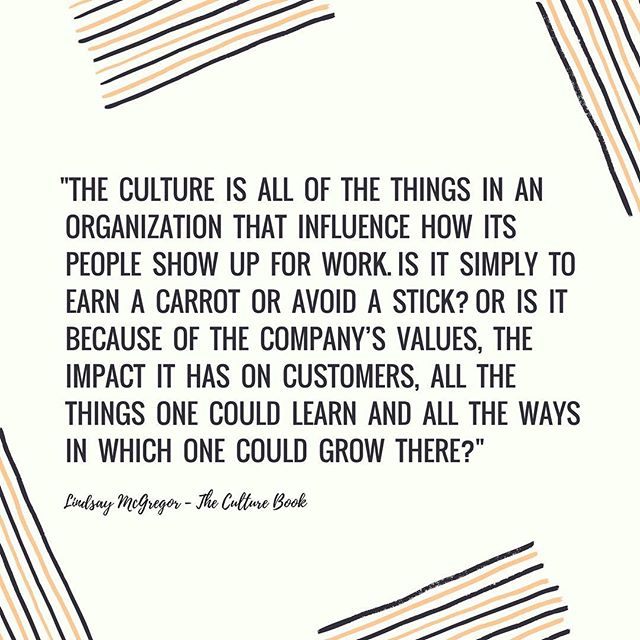 "THE CULTURE IS ALL OF THE THINGS IN AN
ORGANIZATION THAT INFLUENCE HOW ITS
PEOPLE SHOW UP FOR WORK. IS IT SIMPLY TO
EARN A CARROT OR AVOID A STICK? OR IS IT
BECAUSE OF THE COMPANY'S VALUES, THE
IMPACT IT HAS ON CUSTOMERS, ALL THE
THINGS ONE COULD LEARN AND ALL THE WAYS
IN WHICH ONE COULD GROW THERE?"
Lindsay McGregor - The Culture Book